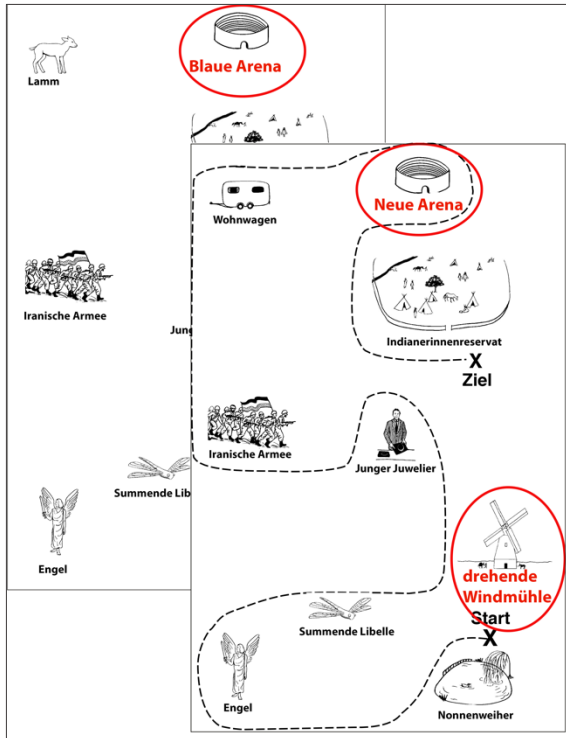 Blaue Arena
Lamm
Wohnwagen
Neue Arena
Iranische Armee
Jung
Indianerinnenreservat
X
Ziel
Iranische Armee
Junger Juwelier
Summende Lib
Engel
drehende
Windmühle
Start
X
Summende Libelle
Engel
Nonnenweiher